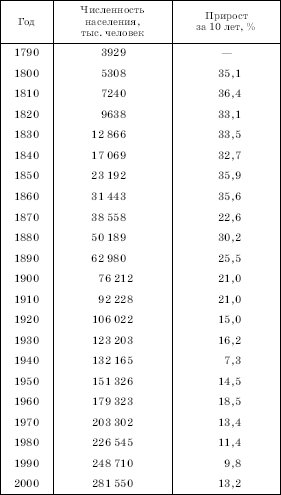 Год Численность населения, тыс. человек Прирост за 10 лет, %
1790 3929 —
1800 5308 35,1
1810 7240 36,4
1820 9638 33,1
1830 12 866 33,5
1840 17 069 32,7
1850 23 192 35,9
1860 31 443 35,6
1870 38 558 22,6
1880 50 189 30,2
1890 62 980 25,5
1900 76 212 21,0
1910 92 228 21,0
1920 106 022 15,0
1930 123 203 16,2
1940 132 165 7,3
1950 151 326 14,5
1960 179 323 18,5
1970 203 302 13,4
1980 226 545 11,4
1990 248 710 9,8
2000 281 550 13,2